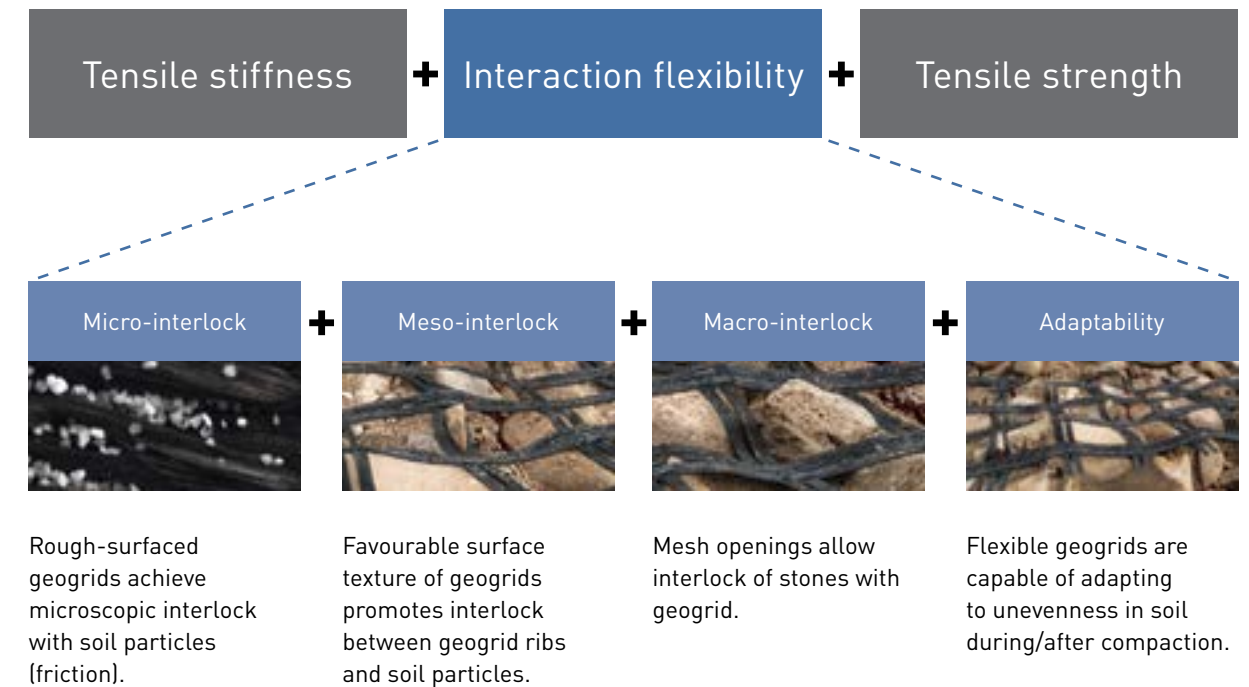 Tensile stiffness + Interaction flexibility + Tensile strength
Micro-interlock + Meso-interlock + Macro-interlock + Adaptability
Rough-surfaced
geogrids achieve
microscopic interlock
with soil particles
(friction).
Favourable surface
texture of geogrids
promotes interlock
between geogrid ribs
and soil particles.
Mesh openings allow
interlock of stones with
geogrid.
Flexible geogrids are
capable of adapting
to unevenness in soil
during/after compaction.